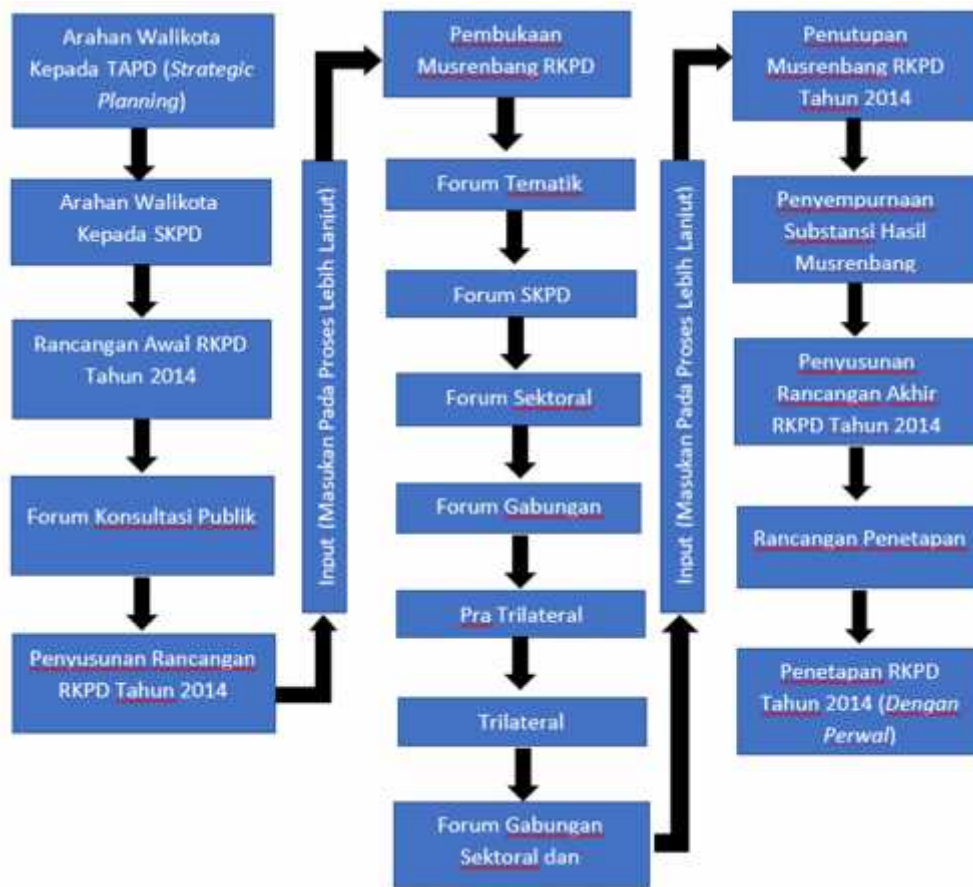 Arahan Walikota
Kepada TAPD (Strategic
Planning)
Arahan Walikota
Kepada SKPD
Rancangan Awal RKPD
Tahun 2014
Forum Konsultasi Publik
Penyusunan Rancangan
RKPD Tahun 2014
Input (Masukan Pada Proses Lebih Lanjut)
Pembukaan
Musrenbang RKPD
Forum Tematik
Forum SKPD
Forum Sektoral
Forum Gabungan
Pra Trilateral
Trilateral
Forum Gabungan
Sektoral dan
Input (Masukan Pada Proses Lebih Lanjut)
Penutupan
Musrenbang RKPD
Tahun 2014
Penyempurnaan
Substansi Hasil
Musrenbang
Penyusunan
Rancangan Akhir
RKPD Tahun 2014
Rancangan Penetapan
Penetapan RKPD
Tahun 2014 (Dengan
Perwal)